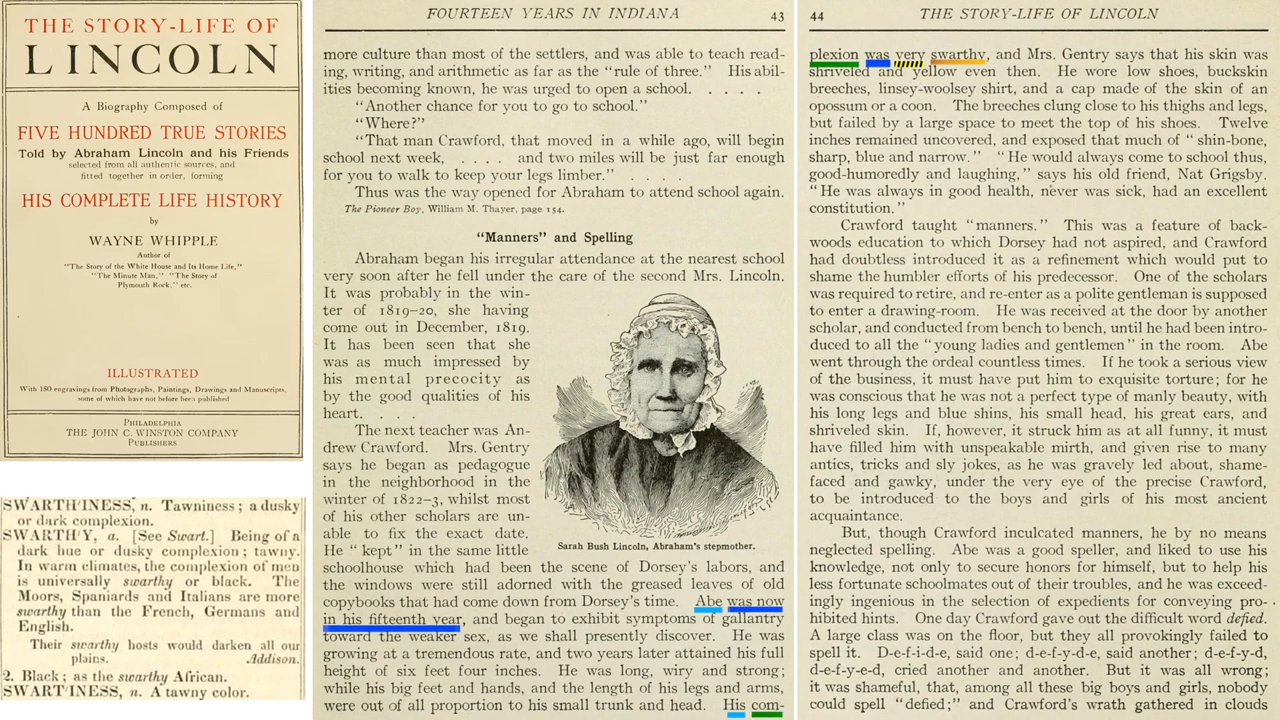 THE STORY-LIFE OF
LINCOLN
A Biography Composed of
FIVE HUNDRED TRUE STORIES
Told by Abraham Lincoln and his Friends
selected from all authentic sources, and
fitted together in order, forming
HIS COMPLETE LIFE HISTORY
by
WAYNE WHIPPLE
Author of
"The Story of the White House and Its Home Life,"
"The Minute Man," "The Story of
Plymouth Rock," etc.
ILLUSTRATED
With 150 engravings from Photographs, Paintings, Drawings and Manuscripts,
some of which have not before been published
PHILADELPHIA
THE JOHN C. WINSTON COMPANY
PUBLISHERS
SWARTH'INESS, n. Tawniness; a dusky
or dark complexion.
SWARTH'Y, a. [See Swart.] Being of a
dark hue or dusky complexion; tawny.
In warm climates, the complexion of men
is universally swarthy or black. The
Moors, Spaniards and Italians are more
swarthy than the French, Germans and
English.
Their swarthy hosts would darken all our
plains. Addison.
2. Black; as the swarthy African.
SWART'INESS, n. A tawny color.
FOURTEEN YEARS IN INDIANA 43
more culture than most of the settlers, and was able to teach read-
ing, writing, and arithmetic as far as the "rule of three." His abil-
ities becoming known, he was urged to open a school. . . . .
"Another chance for you to go to school."
"Where?"
"That man Crawford, that moved in a while ago, will begin
school next week, . . . . and two miles will be just far enough
for you to walk to keep your legs limber." . . . .
Thus was the way opened for Abraham to attend school again.
The Pioneer Boy, William M. Thayer, page 154.
"Manners" and Spelling
Abraham began his irregular attendance at the nearest school
very soon after he fell under the care of the second Mrs. Lincoln.
It was probably in the win-
ter of 1819-20, she having
come out in December, 1819.
It has been seen that she
was as much impressed by
his mental precocity as
by the good qualities of his
heart. . . .
The next teacher was An-
drew Crawford. Mrs. Gentry
says he began as pedagogue
in the neighborhood in the
winter of 1822-3, whilst most
of his other scholars are un-
able to fix the exact date.
He "kept" in the same little
Sarah Bush Lincoln, Abraham's stepmother.
schoolhouse which had been the scene of Dorsey's labors, and
the windows were still adorned with the greased leaves of old
copybooks that had come down from Dorsey's time. Abe was now
in his fifteenth year, and began to exhibit symptoms of gallantry
toward the weaker sex, as we shall presently discover. He was
growing at a tremendous rate, and two years later attained his full
height of six feet four inches. He was long, wiry and strong;
while his big feet and hands, and the length of his legs and arms,
were out of all proportion to his small trunk and head. His com-
44 THE STORY-LIFE OF LINCOLN
plexion was very swarthy, and Mrs. Gentry says that his skin was
shriveled and yellow even then. He wore low shoes, buckskin
breeches, linsey-woolsey shirt, and a cap made of the skin of an
opossum or a coon. The breeches clung close to his thighs and legs,
but failed by a large space to meet the top of his shoes. Twelve
inches remained uncovered, and exposed that much of "shin-bone,
sharp, blue and narrow." "He would always come to school thus,
good-humoredly and laughing," says his old friend, Nat Grigsby.
"He was always in good health, never was sick, had an excellent
constitution."
Crawford taught "manners." This was a feature of back-
woods education to which Dorsey had not aspired, and Crawford
had doubtless introduced it as a refinement which would put to
shame the humbler efforts of his predecessor. One of the scholars
was required to retire, and re-enter as a polite gentleman is supposed
to enter a drawing-room. He was received at the door by another
scholar, and conducted from bench to bench, until he had been intro-
duced to all the "young ladies and gentlemen" in the room. Abe
went through the ordeal countless times. If he took a serious view
of the business, it must have put him to exquisite torture; for he
was conscious that he was not a perfect type of manly beauty, with
his long legs and blue shins, his small head, his great ears, and
shriveled skin. If, however, it struck him as at all funny, it must
have filled him with unspeakable mirth, and given rise to many
antics, tricks and sly jokes, as he was gravely led about, shame-
faced and gawky, under the very eye of the precise Crawford,
to be introduced to the boys and girls of his most ancient
acquaintance.
But, though Crawford inculcated manners, he by no means
neglected spelling. Abe was a good speller, and liked to use his
knowledge, not only to secure honors for himself, but to help his
less fortunate schoolmates out of their troubles, and he was exceed-
ingly ingenious in the selection of expedients for conveying pro-
hibited hints. One day Crawford gave out the difficult word defied.
A large class was on the floor, but they all provokingly failed to
spell it. D-e-f-i-d-e, said one; d-e-f-y-d-e, said another; d-e-f-y-d,
d-e-f-y-e-d, cried another and another. But it was all wrong;
it was shameful, that, among all these big boys and girls, nobody
could spell "defied;" and Crawford's wrath gathered in clouds